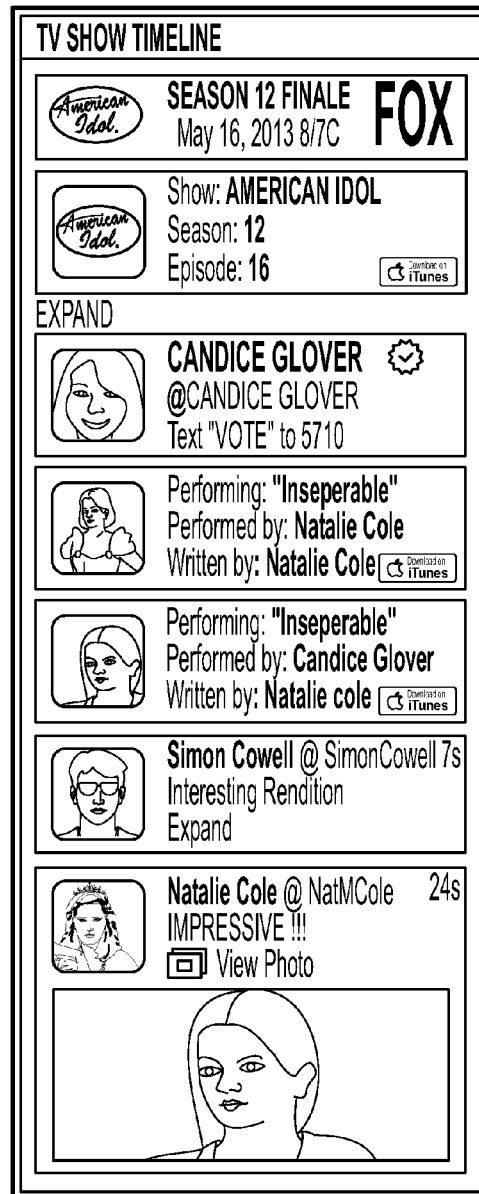 TV SHOW TIMELINE
American Idol.
SEASON 12 FINALE
May 16, 2013 8/7C
FOX
American Idol.
Show: AMERICAN IDOL
Season: 12
Episode: 16
Download on
iTunes
EXPAND
CANDICE GLOVER
@CANDICE GLOVER
Text "VOTE" to 5710
Performing: "Inseperable"
Performed by: Natalie Cole
Written by: Natalie Cole
Download on
iTunes
Performing: "Inseperable"
Performed by: Candice Glover
Written by: Natalie cole
Download on
iTunes
Simon Cowell @ SimonCowell 7s
Interesting Rendition
Expand
Natalie Cole @ NatMCole 24s
IMPRESSIVE !!!
View Photo